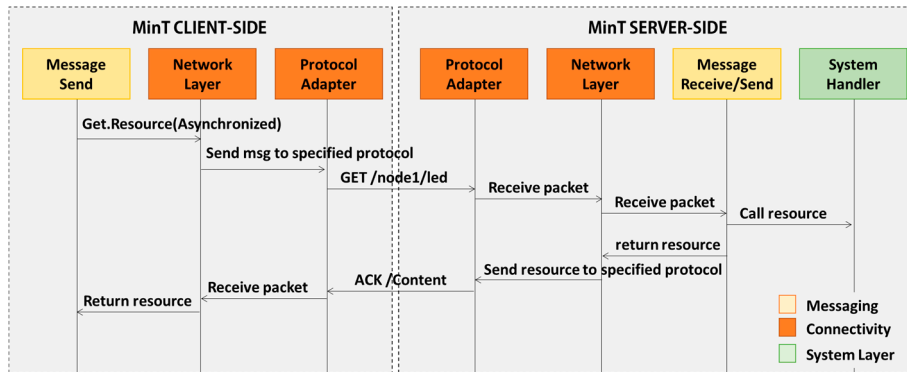 MinT CLIENT-SIDE
MinT SERVER-SIDE
Message
Send
Network
Layer
Protocol
Adapter
Protocol
Adapter
Network
Layer
Message
Receive/Send
System
Handler
Get.Resource(Asynchronized)
Send msg to specified protocol
GET /node1/led
Receive packet
Receive packet
Call resource
return resource
Send resource to specified protocol
ACK /Content
Receive packet
Return resource
Messaging
Connectivity
System Layer